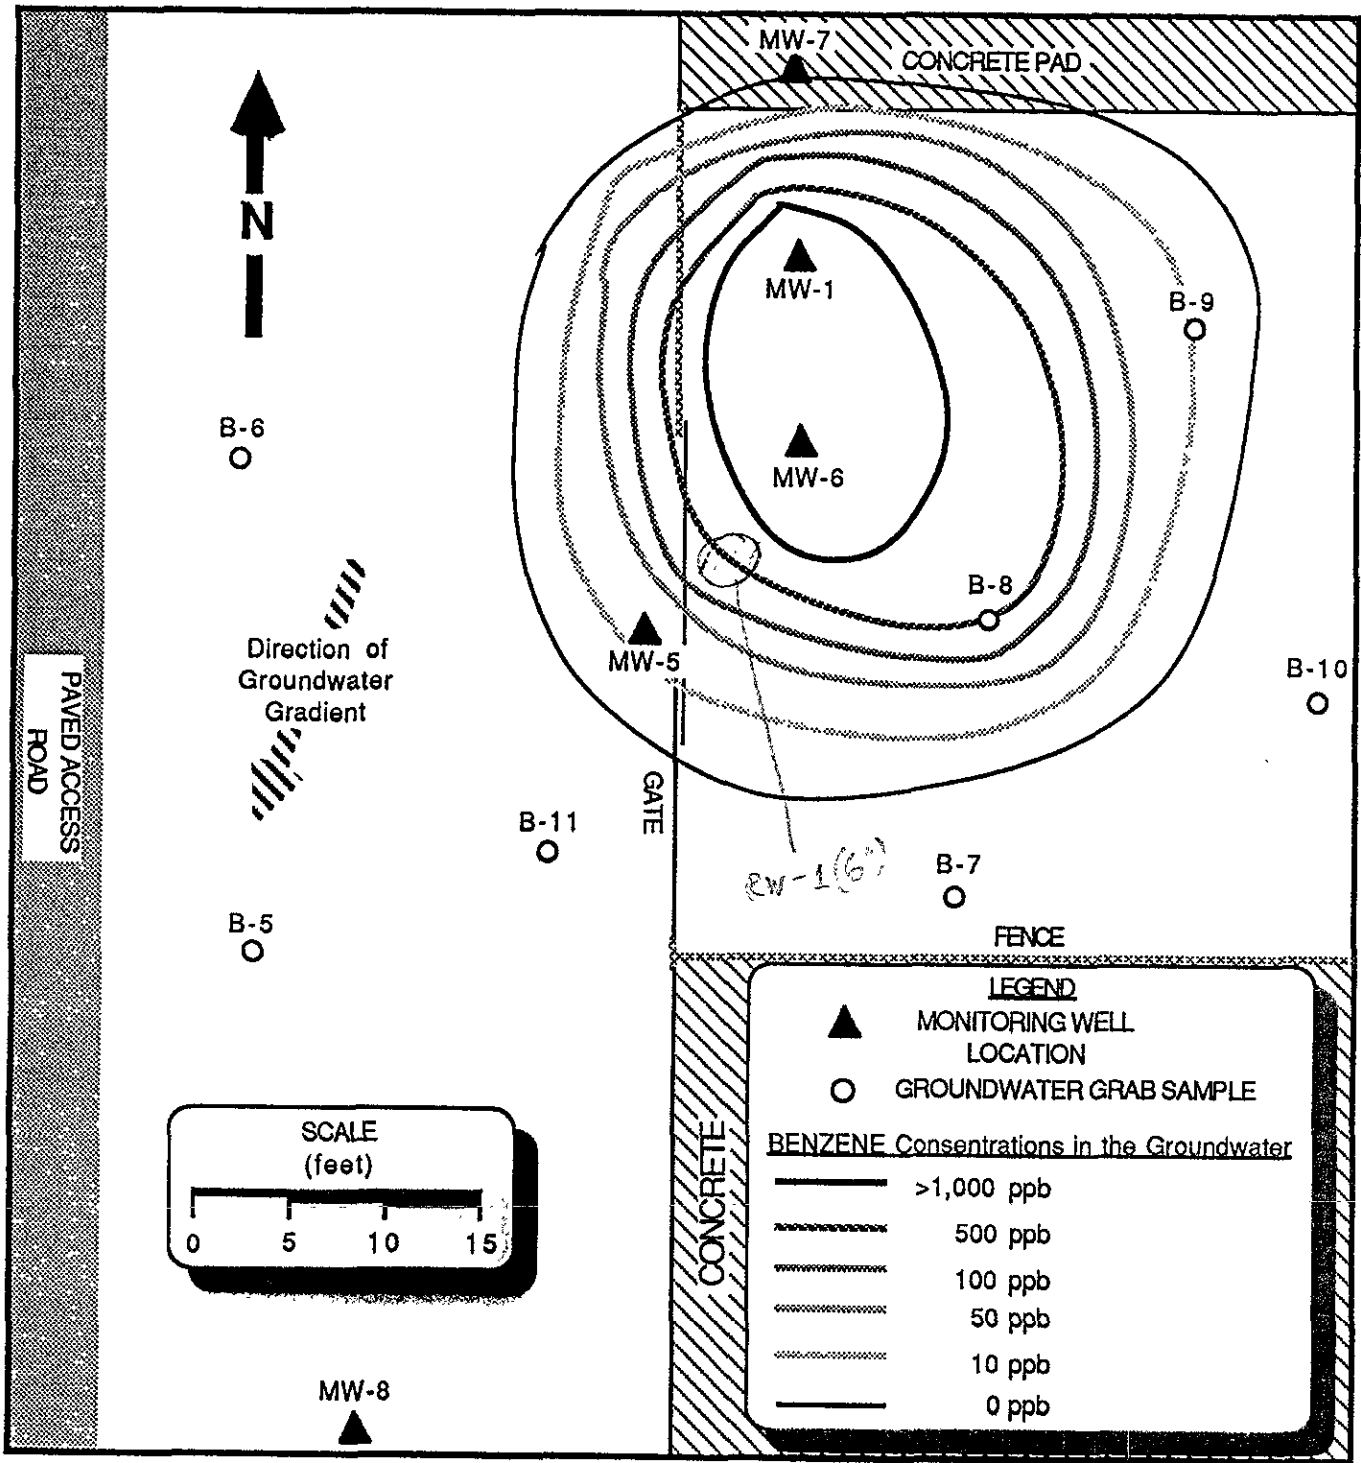 MW-7
CONCRETE PAD
N
MW-1
B-9
B-6
MW-6
B-8
Direction of
Groundwater
Gradient
MW-5
B-10
PAVED ACCESS
ROAD
GATE
B-11
RW-1(6")
B-7
B-5
FENCE
LEGEND
MONITORING WELL
LOCATION
GROUNDWATER GRAB SAMPLE
BENZENE Consentrations in the Groundwater
>1,000 ppb
500 ppb
100 ppb
50 ppb
10 ppb
0 ppb
CONCRETE
SCALE
(feet)
0 5 10 15
MW-8